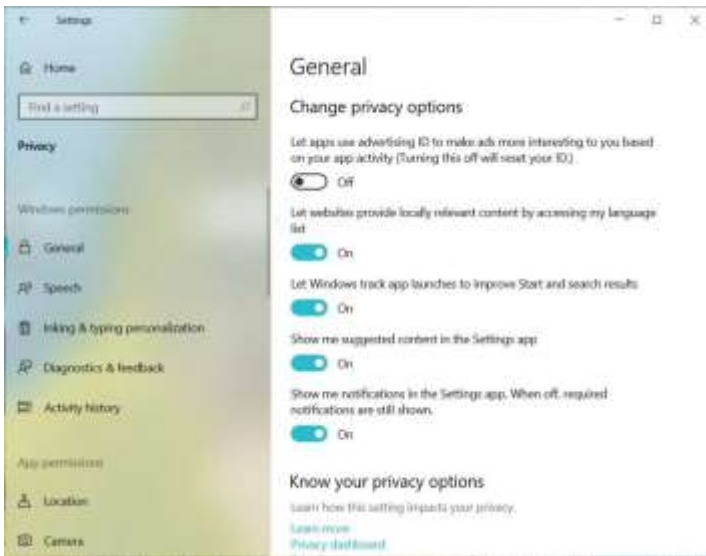 Settings
Home
Find a setting
Privacy
Windows permissions
General
Speech
Inking & typing personalization
Diagnostics & feedback
Activity history
App permissions
Location
Camera
General
Change privacy options
Let apps use advertising ID to make ads more interesting to you based
on your app activity (Turning this off will reset your ID.)
Off
Let websites provide locally relevant content by accessing my language
list
On
Let Windows track app launches to improve Start and search results
On
Show me suggested content in the Settings app
On
Show me notifications in the Settings app. When off, required
notifications are still shown.
On
Know your privacy options
Learn how this setting impacts your privacy.
Learn more
Privacy dashboard